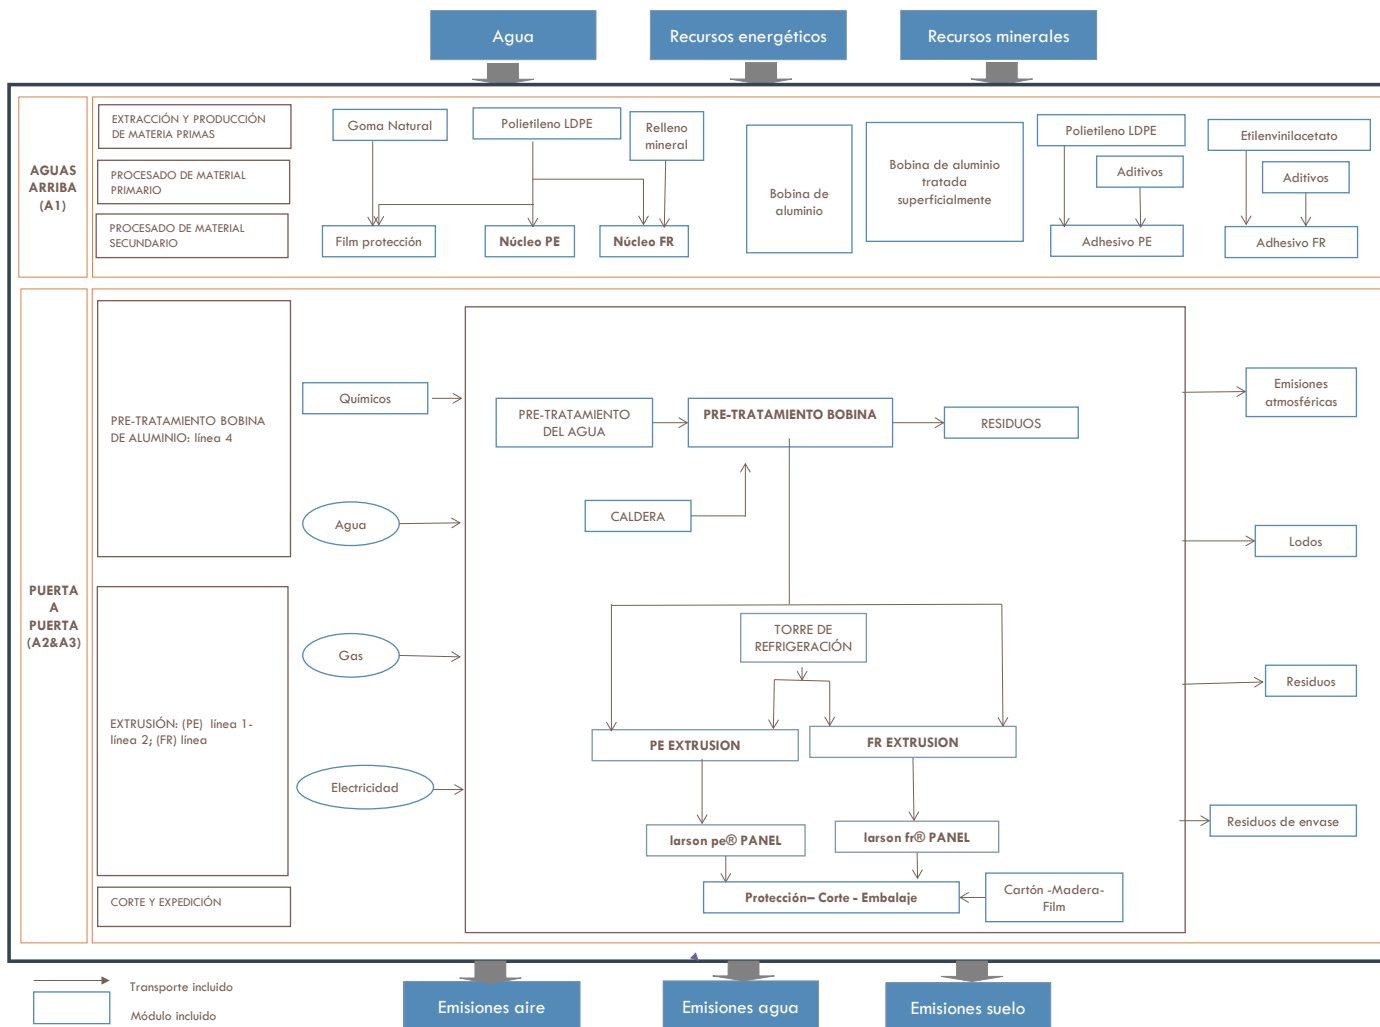 Agua
Recursos energéticos
Recursos minerales
AGUAS
ARRIBA
(A1)
EXTRACCIÓN Y PRODUCCIÓN
DE MATERIA PRIMAS
PROCESADO DE MATERIAL
PRIMARIO
PROCESADO DE MATERIAL
SECUNDARIO
Goma Natural
Polietileno LDPE
Relleno
mineral
Film protección
Núcleo PE
Núcleo FR
Bobina de
aluminio
Bobina de aluminio
tratada
superficialmente
Polietileno LDPE
Aditivos
Adhesivo PE
Etilenvinilacetato
Aditivos
Adhesivo FR
PUERTA
A
PUERTA
(A2&A3)
PRE-TRATAMIENTO BOBINA
DE ALUMINIO: línea 4
EXTRUSIÓN: (PE) línea 1-
línea 2; (FR) línea
CORTE Y EXPEDICIÓN
Químicos
Agua
Gas
Electricidad
PRE-TRATAMIENTO
DEL AGUA
PRE-TRATAMIENTO BOBINA
RESIDUOS
CALDERA
TORRE DE
REFRIGERACIÓN
PE EXTRUSION
FR EXTRUSION
larson pe® PANEL
larson fr® PANEL
Protección– Corte - Embalaje
Cartón -Madera-
Film
Emisiones
atmosféricas
Lodos
Residuos
Residuos de envase
Transporte incluido
Módulo incluido
Emisiones aire
Emisiones agua
Emisiones suelo